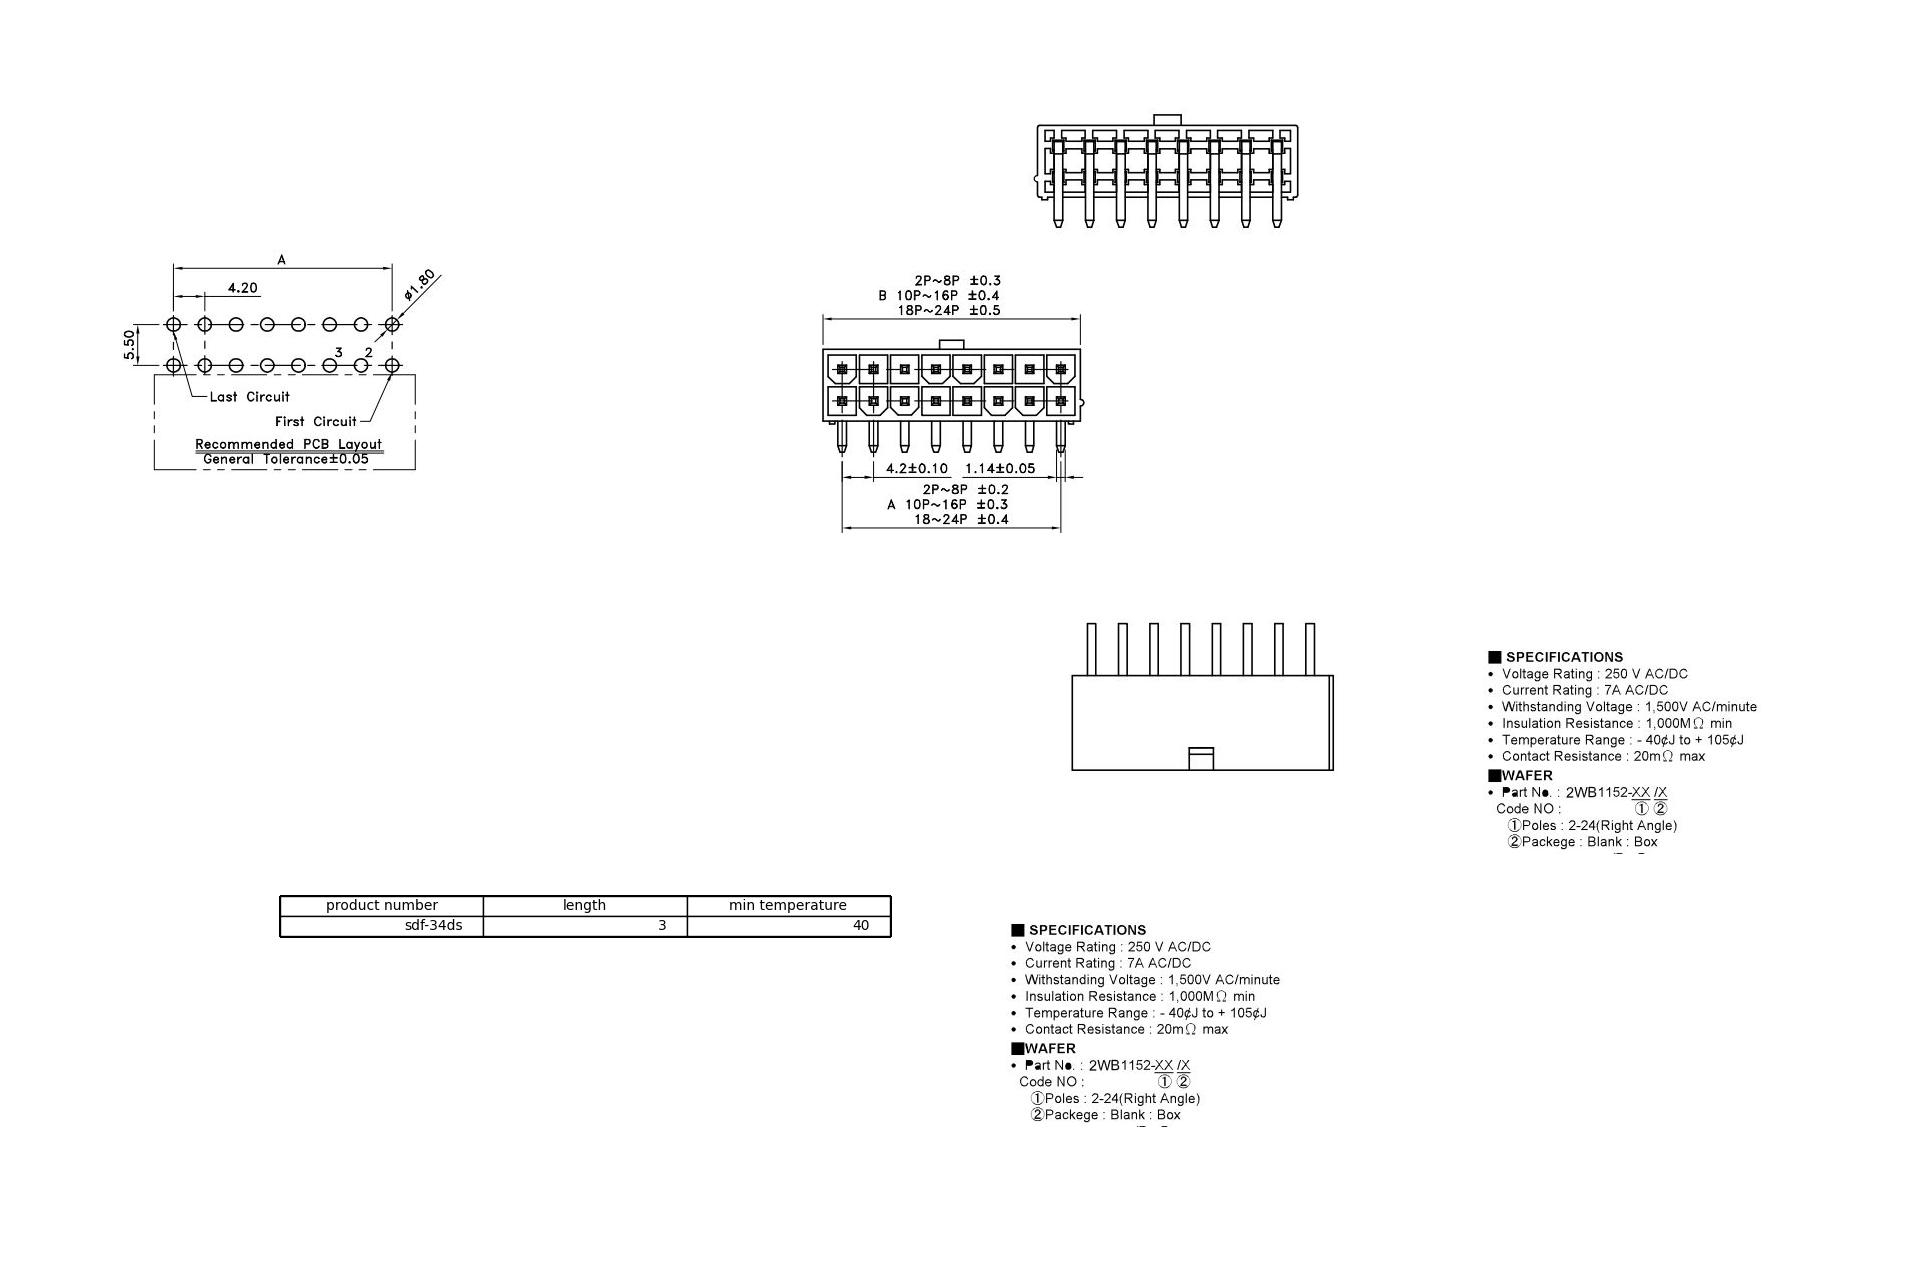 A
4.20
ø1.80
5.50
3 2
Last Circuit
First Circuit
Recommended PCB Layout
General Tolerance±0.05
2P~8P ±0.3
B 10P~16P ±0.4
18P~24P ±0.5
4.2±0.10 1.14±0.05
2P~8P ±0.2
A 10P~16P ±0.3
18~24P ±0.4
■ SPECIFICATIONS
• Voltage Rating : 250 V AC/DC
• Current Rating : 7A AC/DC
• Withstanding Voltage : 1,500V AC/minute
• Insulation Resistance : 1,000MΩ min
• Temperature Range : - 40¢J to + 105¢J
• Contact Resistance : 20mΩ max
■WAFER
• Part No. : 2WB1152-XX /X
Code NO : ① ②
①Poles : 2-24(Right Angle)
②Packege : Blank : Box
product number length min temperature
sdf-34ds 3 40
■ SPECIFICATIONS
• Voltage Rating : 250 V AC/DC
• Current Rating : 7A AC/DC
• Withstanding Voltage : 1,500V AC/minute
• Insulation Resistance : 1,000MΩ min
• Temperature Range : - 40¢J to + 105¢J
• Contact Resistance : 20mΩ max
■WAFER
• Part No. : 2WB1152-XX /X
Code NO : ① ②
①Poles : 2-24(Right Angle)
②Packege : Blank : Box